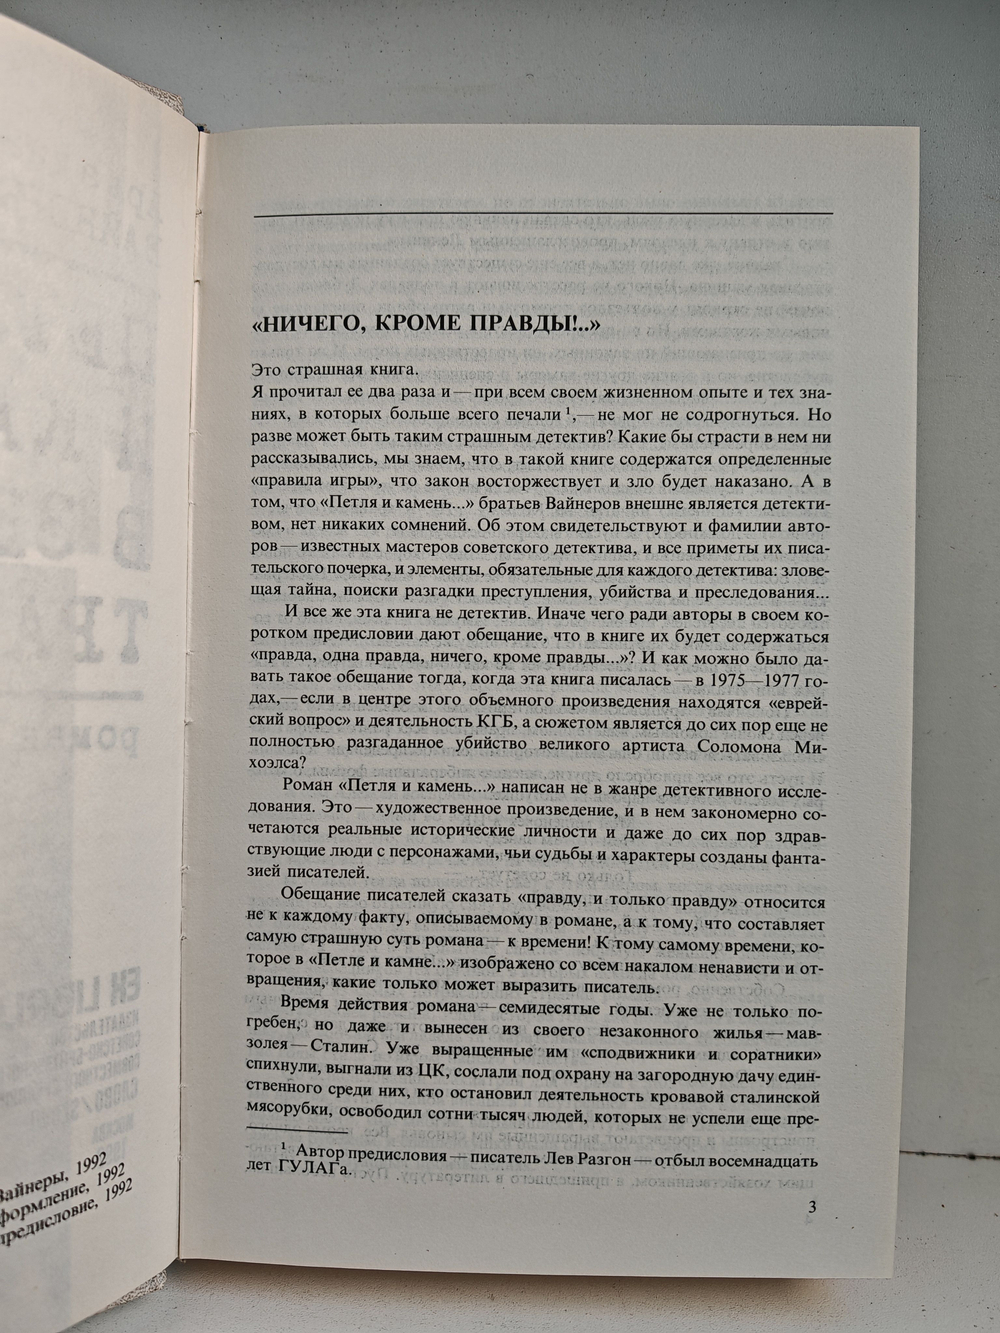 «НИЧЕГО, КРОМЕ ПРАВДЫ!..»
Это страшная книга.
Я прочитал ее два раза и — при всем своем жизненном опыте и тех зна-
ниях, в которых больше всего печали ¹,— не мог не содрогнуться. Но
разве может быть таким страшным детектив? Какие бы страсти в нем ни
рассказывались, мы знаем, что в такой книге содержатся определенные
«правила игры», что закон восторжествует и зло будет наказано. А в
том, что «Петля и камень...» братьев Вайнеров внешне является детекти-
вом, нет никаких сомнений. Об этом свидетельствуют и фамилии авто-
ров — известных мастеров советского детектива, и все приметы их писа-
тельского почерка, и элементы, обязательные для каждого детектива: злове-
щая тайна, поиски разгадки преступления, убийства и преследования...
И все же эта книга не детектив. Иначе чего ради авторы в своем ко-
ротком предисловии дают обещание, что в книге их будет содержаться
«правда, одна правда, ничего, кроме правды...»? И как можно было да-
вать такое обещание тогда, когда эта книга писалась — в 1975—1977 го-
дах,— если в центре этого объемного произведения находятся «еврей-
ский вопрос» и деятельность КГБ, а сюжетом является до сих пор еще не
полностью разгаданное убийство великого артиста Соломона Ми-
хоэлса?
Роман «Петля и камень...» написан не в жанре детективного иссле-
дования. Это — художественное произведение, и в нем закономерно со-
четаются реальные исторические личности и даже до сих пор здрав-
ствующие люди с персонажами, чьи судьбы и характеры созданы фанта-
зией писателей.
Обещание писателей сказать «правду, и только правду» относится
не к каждому факту, описываемому в романе, а к тому, что составляет
самую страшную суть романа — к времени! К тому самому времени, ко-
торое в «Петле и камне...» изображено со всем накалом ненависти и от-
вращения, какие только может выразить писатель.
Время действия романа — семидесятые годы. Уже не только по-
гребен, но даже и вынесен из своего незаконного жилья — мав-
золея — Сталин. Уже выращенные им «сподвижники и соратники»
спихнули, выгнали из ЦК, сослали под охрану на загородную дачу един-
ственного среди них, кто остановил деятельность кровавой сталинской
мясорубки, освободил сотни тысяч людей, которых не успели еще пре-
¹ Автор предисловия — писатель Лев Разгон — отбыл восемнадцать
лет ГУЛАГа.
3
Вайнеры, 1992
формление, 1992
предисловие, 1992